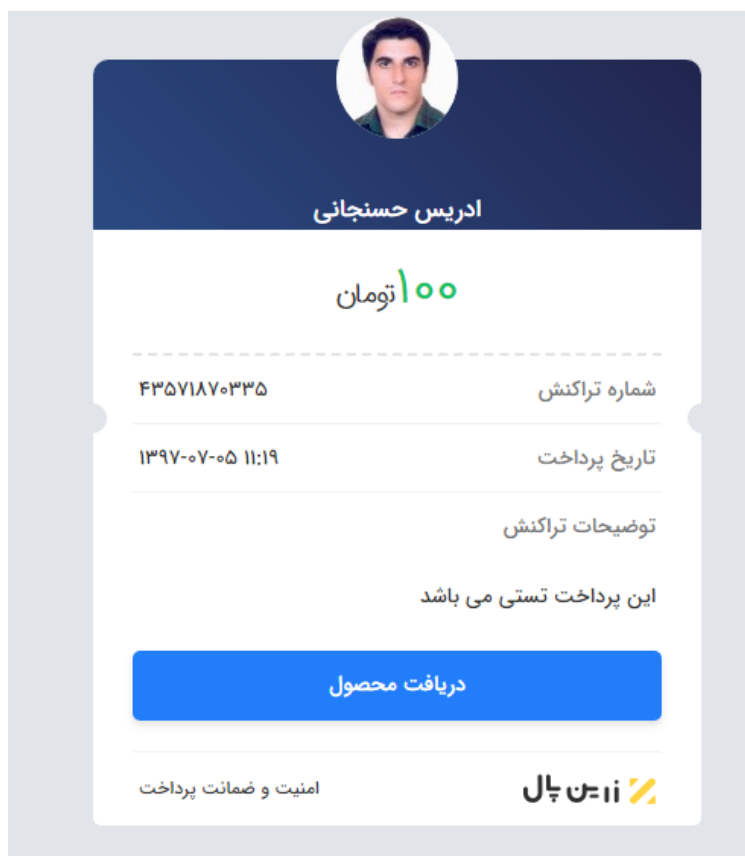 ادریس حسنجانی
۱۰۰ تومان
شماره تراکنش ۴۳۵۷۱۸۷۰۳۳۵
تاریخ پرداخت ۱۳۹۷-۰۷-۰۵ ۱۱:۱۹
توضیحات تراکنش
این پرداخت تستی می باشد
دریافت محصول
زرین پال امنیت و ضمانت پرداخت